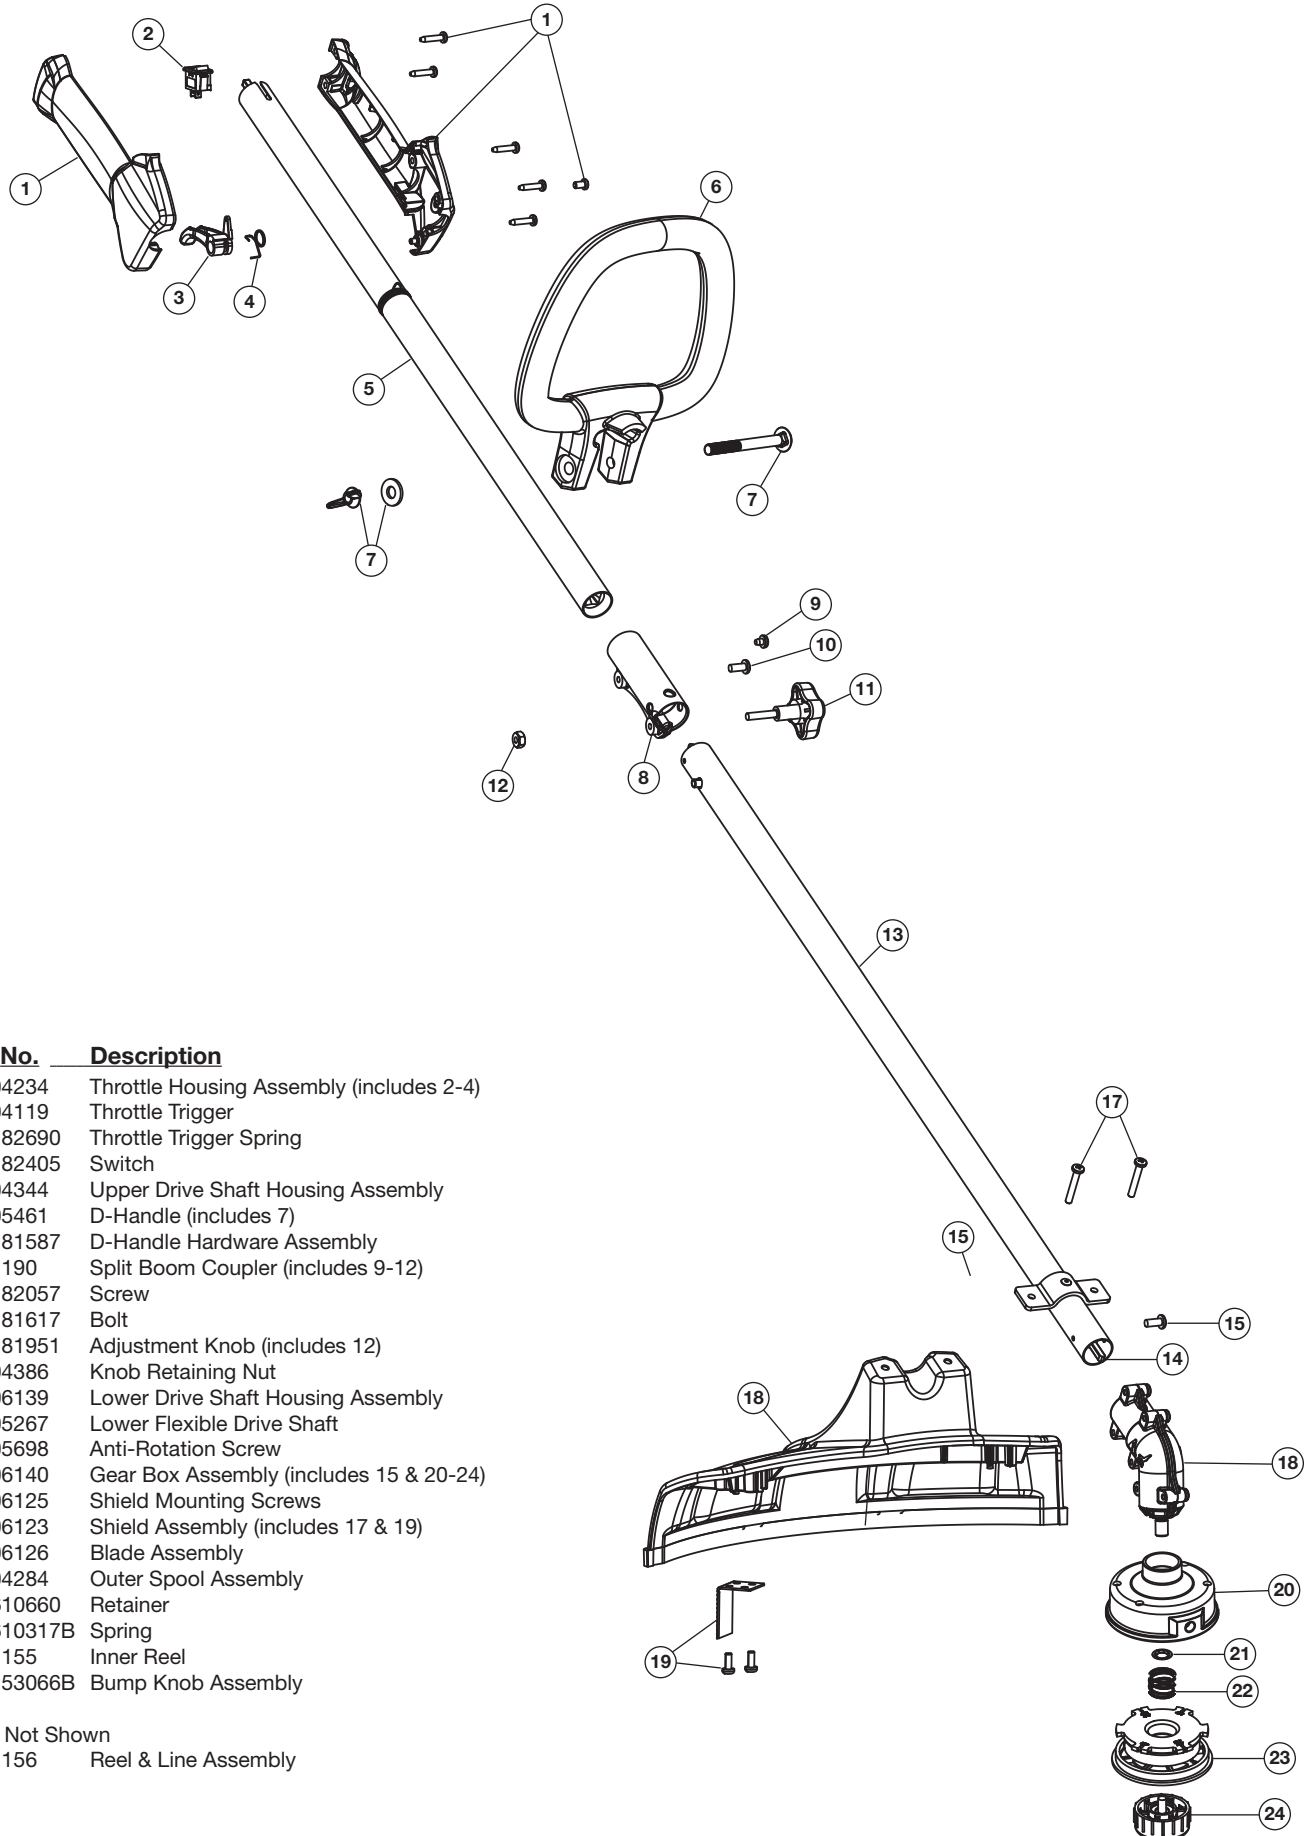 1
2
1
6
3
4
5
7
7
9
10
11
8
12
13
No. Description
4234 Throttle Housing Assembly (includes 2-4)
4119 Throttle Trigger
82690 Throttle Trigger Spring
82405 Switch
4344 Upper Drive Shaft Housing Assembly
5461 D-Handle (includes 7)
81587 D-Handle Hardware Assembly
190 Split Boom Coupler (includes 9-12)
82057 Screw
81617 Bolt
81951 Adjustment Knob (includes 12)
4386 Knob Retaining Nut
6139 Lower Drive Shaft Housing Assembly
5267 Lower Flexible Drive Shaft
5698 Anti-Rotation Screw
6140 Gear Box Assembly (includes 15 & 20-24)
6125 Shield Mounting Screws
6123 Shield Assembly (includes 17 & 19)
6126 Blade Assembly
4284 Outer Spool Assembly
610660 Retainer
610317B Spring
155 Inner Reel
153066B Bump Knob Assembly
Not Shown
156 Reel & Line Assembly
17
15
15
14
18
18
20
19
21
22
23
24